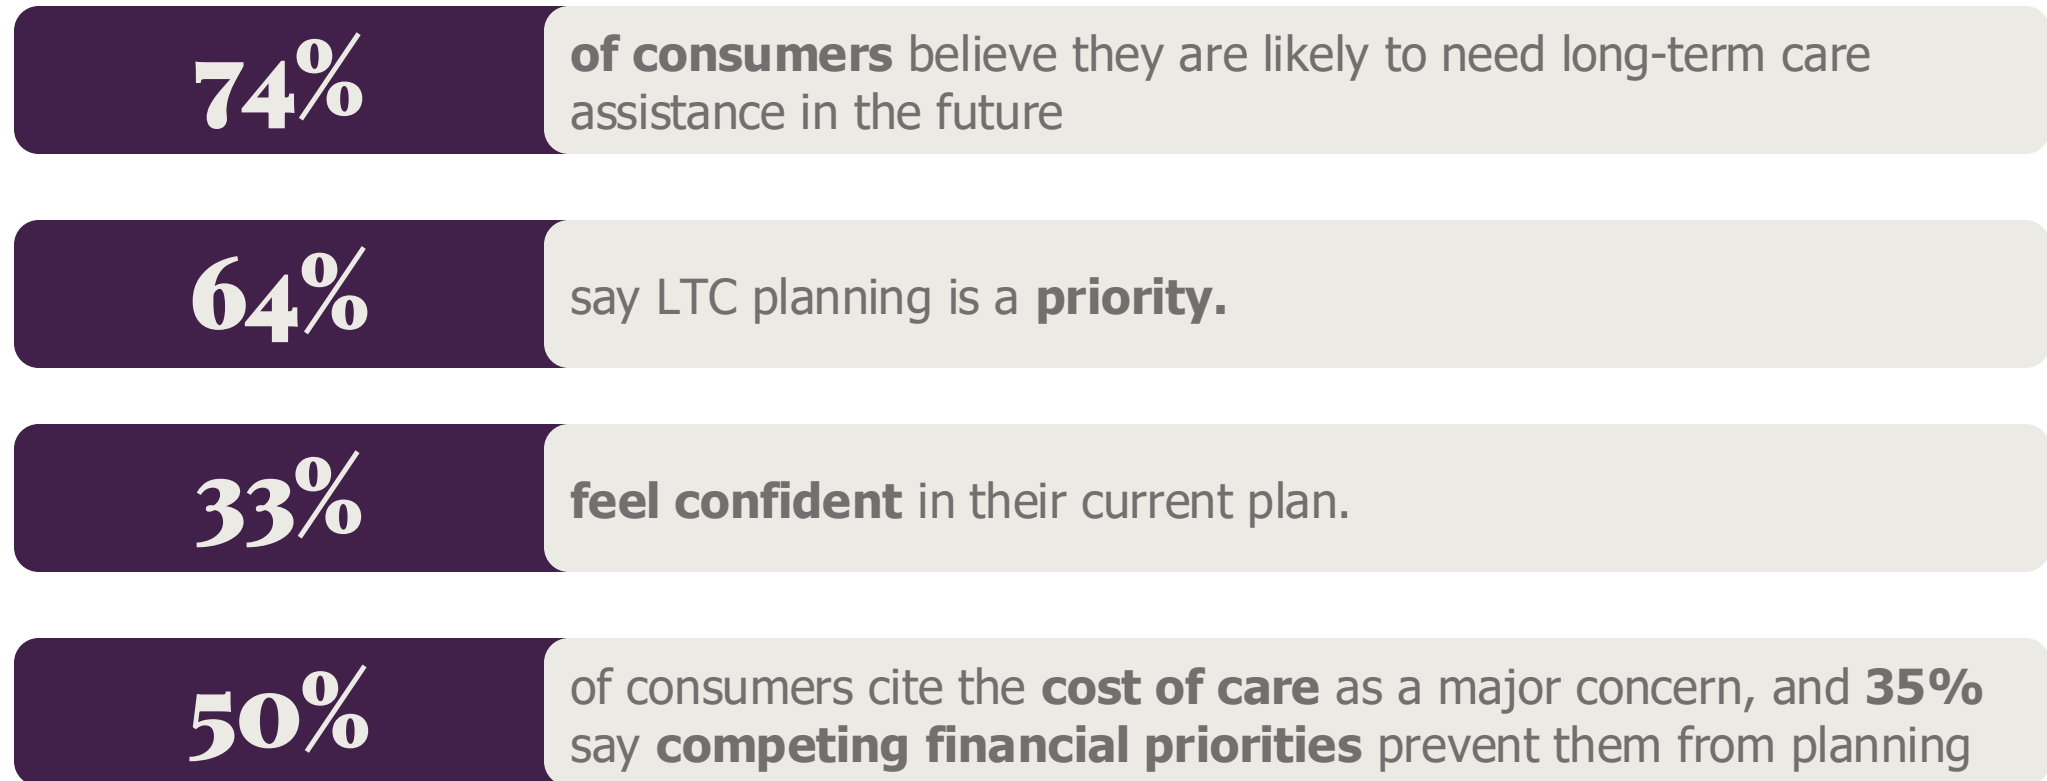 74%
of consumers believe they are likely to need long-term care
assistance in the future
64%
say LTC planning is a priority.
33%
feel confident in their current plan.
50%
of consumers cite the cost of care as a major concern, and 35%
say competing financial priorities prevent them from planning